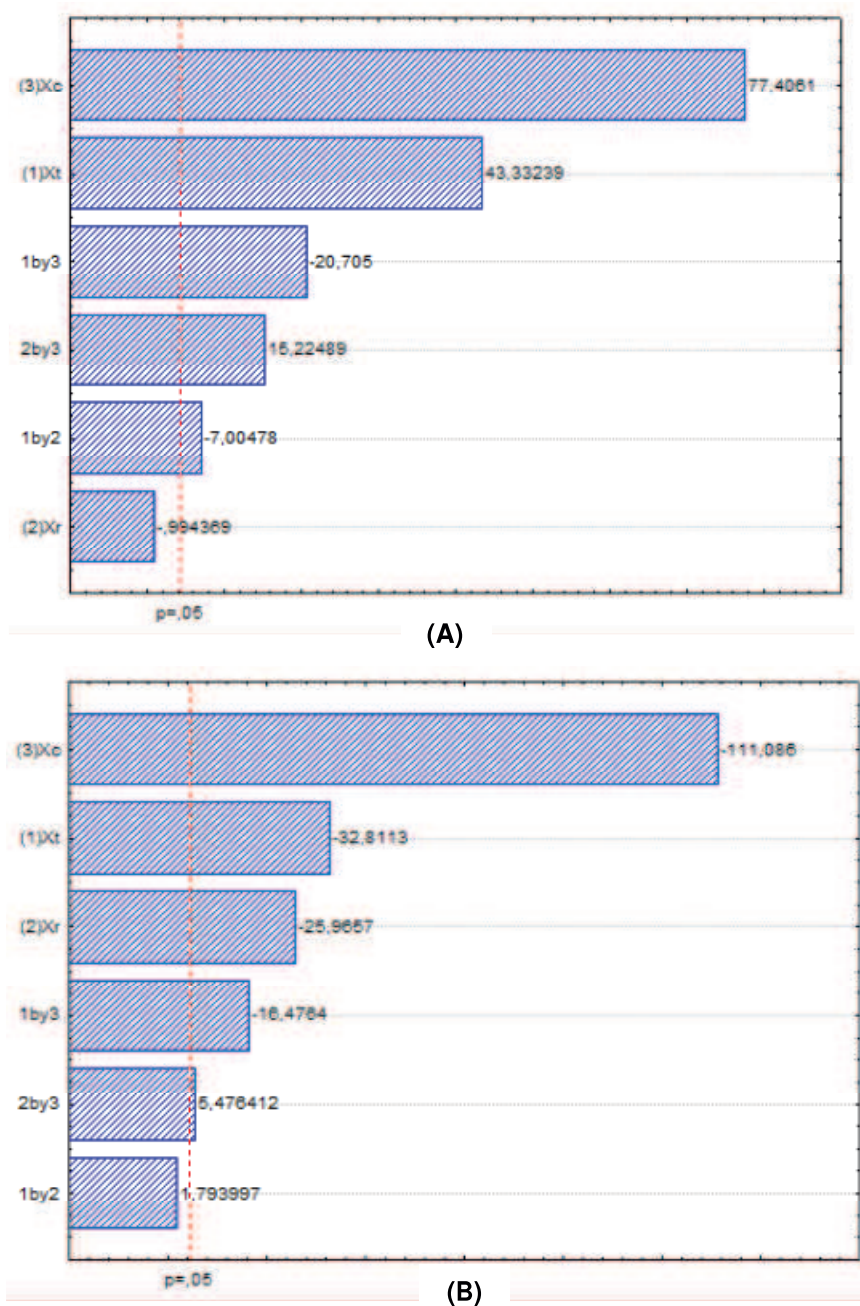 (3)Xc 77,4061
(1)Xt 43,33239
1by3 -20,705
2by3 15,22489
1by2 -7,00478
(2)Xr -,994369
p=,05
(A)
(3)Xc -111,086
(1)Xt -32,8113
(2)Xr -25,9657
1by3 -16,4764
2by3 5,476412
1by2 1,793997
p=,05
(B)